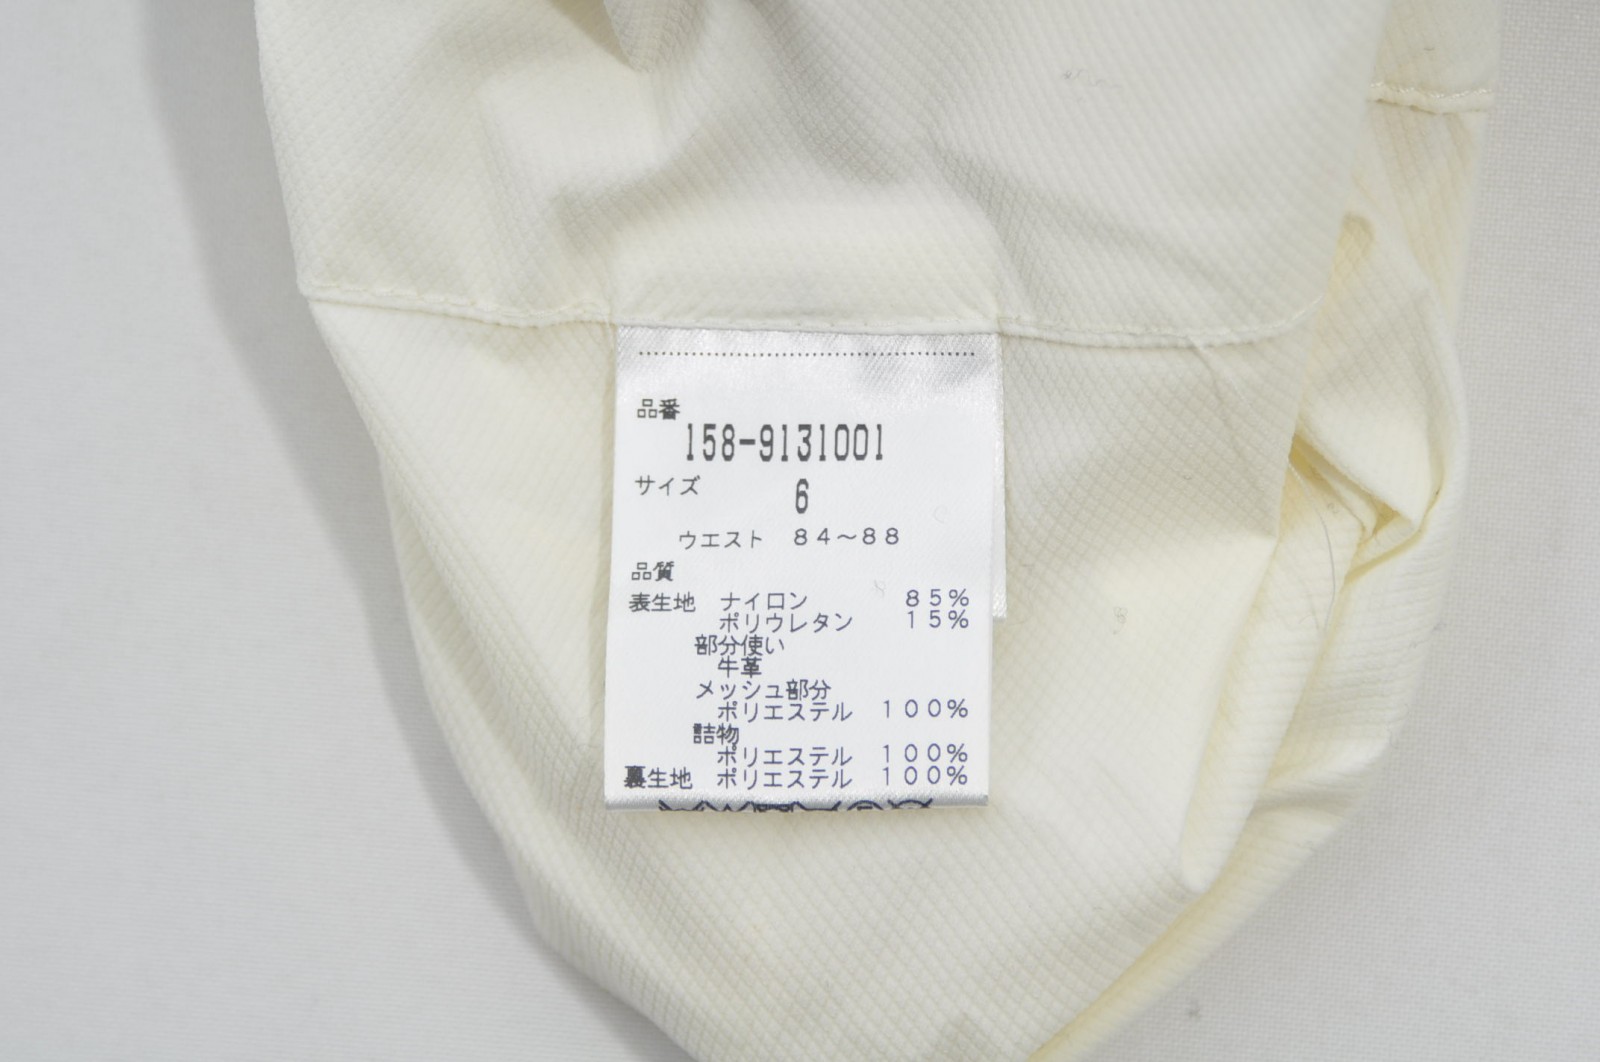 品番
158-9131001
サイズ 6
ウエスト 84〜88
品質
表生地 ナイロン 85%
ポリウレタン 15%
部分使い
牛革
メッシュ部分
ポリエステル 100%
詰物
ポリエステル 100%
裏生地 ポリエステル 100%